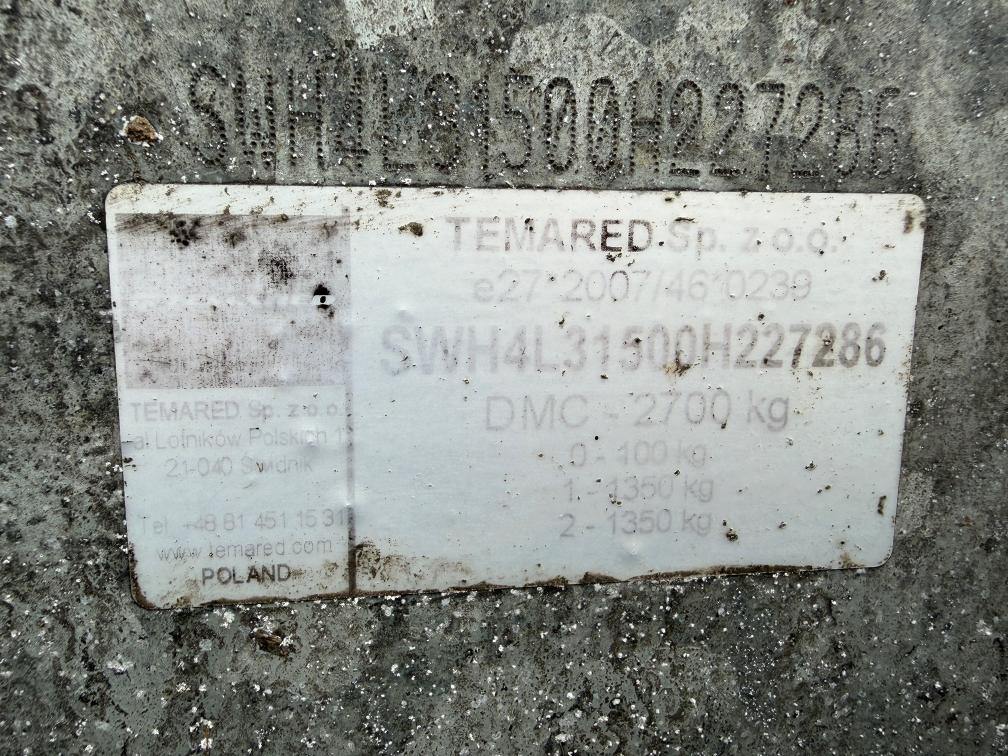 SWH4L31500H227286
TEMARED Sp. z o.o.
e27*2007/46*0239
SWH4L31500H227286
DMC - 2700 kg
0 - 100 kg
1 - 1350 kg
2 - 1350 kg
TEMARED Sp. z o.o.
al Lotników Polskich 1
21-040 Świdnik
Tel. +48 81 451 15 31
www.temared.com
POLAND